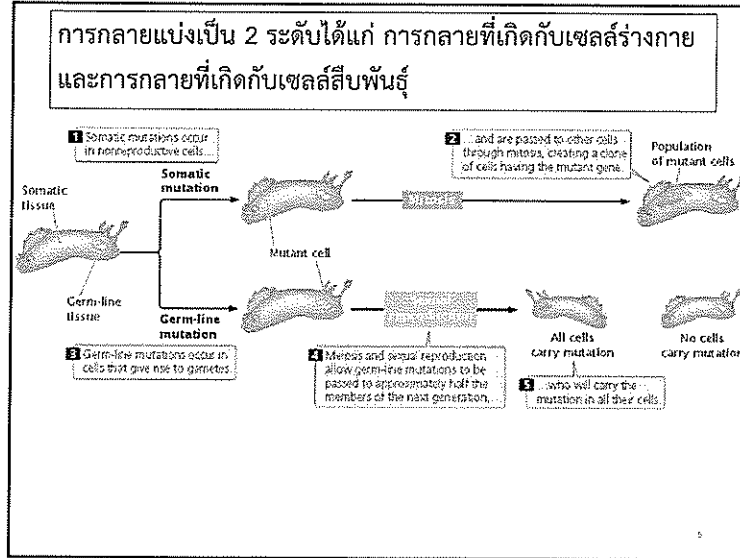 การกลายแบ่งเป็น 2 ระดับได้แก่ การกลายที่เกิดกับเซลล์ร่างกาย
และการกลายที่เกิดกับเซลล์สืบพันธุ์
1 Somatic mutations occur
in nonreproductive cells...
2 ...and are passed to other cells
through mitosis, creating a clone
of cells having the mutant gene.
Population
of mutant cells
Somatic
tissue
Somatic
mutation
Mitosis
Mutant cell
Germ-line
tissue
Germ-line
mutation
All cells
carry mutation
No cells
carry mutation
3 Germ-line mutations occur in
cells that give rise to gametes.
4 Meiosis and sexual reproduction
allow germ-line mutations to be
passed to approximately half the
members of the next generation,...
5 ...who will carry the
mutation in all their cells.